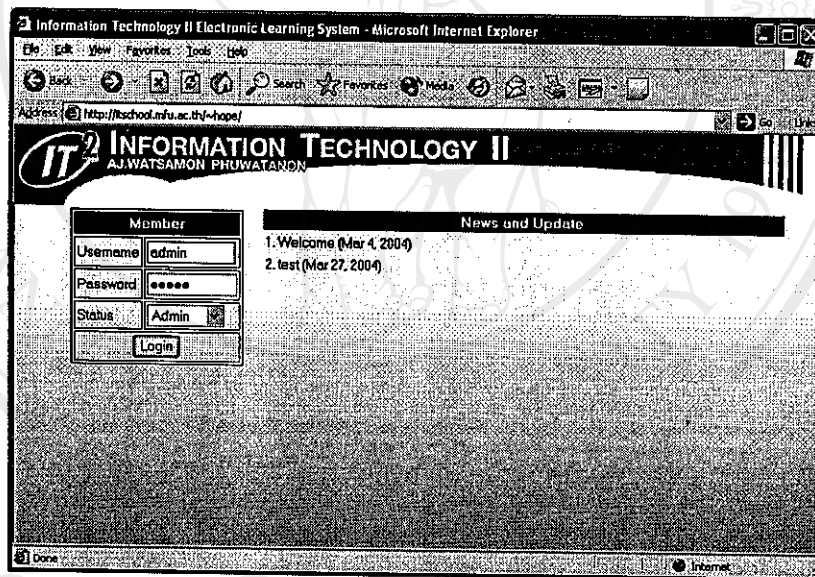 Information Technology II Electronic Learning System - Microsoft Internet Explorer
File Edit View Favorites Tools Help
Back Search Favorites Media
Address http://itschool.mfu.ac.th/~hope/ Go Links
IT2 INFORMATION TECHNOLOGY II
AJ.WATSAMON PHUWATANON
Member
Username admin
Password •••••
Status Admin
Login
News and Update
1. Welcome (Mar 4, 2004)
2. test (Mar 27, 2004)
Done Internet